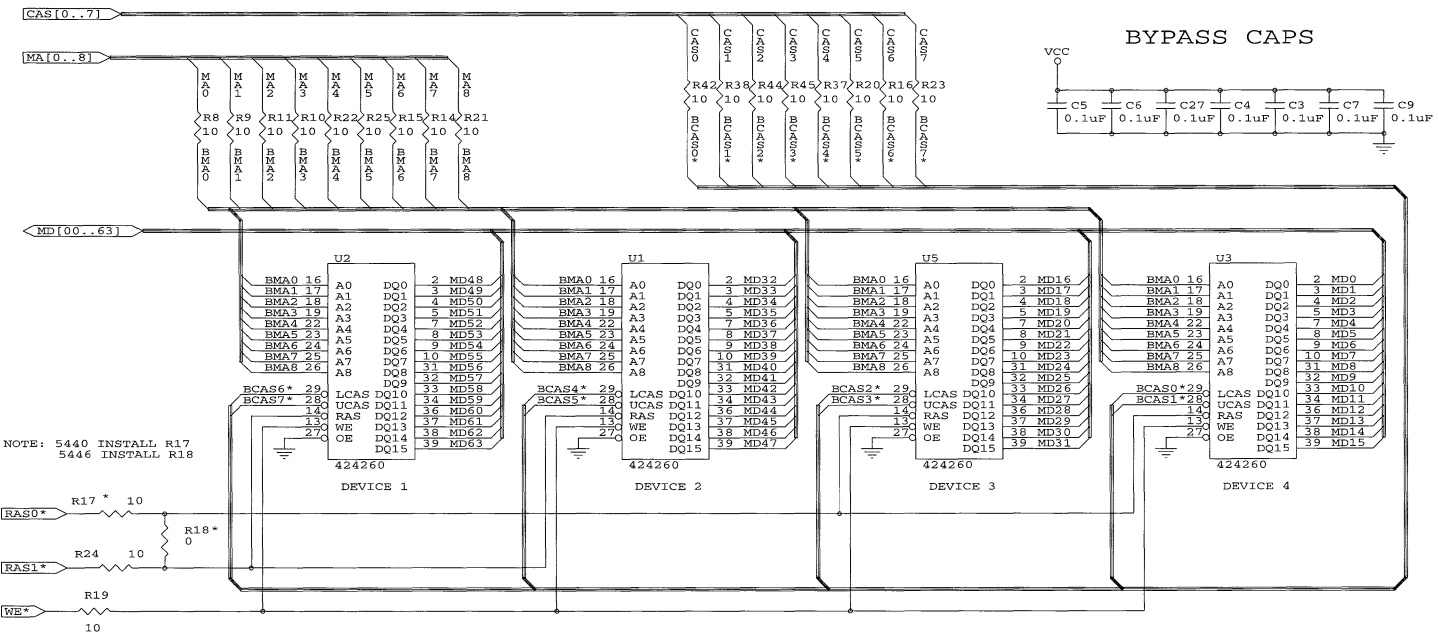 CAS[0..7]
BYPASS CAPS
MA[0..8]
VCC
CAS0 CAS1 CAS2 CAS3 CAS4 CAS5 CAS6 CAS7
MA0 MA1 MA2 MA3 MA4 MA5 MA6 MA7 MA8
R42 R38 R44 R45 R37 R20 R16 R23
10 10 10 10 10 10 10 10
C5 C6 C27 C4 C3 C7 C9
0.1uF 0.1uF 0.1uF 0.1uF 0.1uF 0.1uF 0.1uF
R8 R9 R11 R10 R22 R25 R15 R14 R21
10 10 10 10 10 10 10 10 10
BCAS0* BCAS1* BCAS2* BCAS3* BCAS4* BCAS5* BCAS6* BCAS7*
BMA0 BMA1 BMA2 BMA3 BMA4 BMA5 BMA6 BMA7 BMA8
MD[00..63]
U2
BMA0 16 A0 DQ0 2 MD48
BMA1 17 A1 DQ1 3 MD49
BMA2 18 A2 DQ2 4 MD50
BMA3 19 A3 DQ3 5 MD51
BMA4 22 A4 DQ4 7 MD52
BMA5 23 A5 DQ5 8 MD53
BMA6 24 A6 DQ6 9 MD54
BMA7 25 A7 DQ7 10 MD55
BMA8 26 A8 DQ8 31 MD56
DQ9 32 MD57
BCAS6* 29 LCAS DQ10 33 MD58
BCAS7* 28 UCAS DQ11 34 MD59
14 RAS DQ12 36 MD60
13 WE DQ13 37 MD61
27 OE DQ14 38 MD62
DQ15 39 MD63
424260
DEVICE 1
U1
BMA0 16 A0 DQ0 2 MD32
BMA1 17 A1 DQ1 3 MD33
BMA2 18 A2 DQ2 4 MD34
BMA3 19 A3 DQ3 5 MD35
BMA4 22 A4 DQ4 7 MD36
BMA5 23 A5 DQ5 8 MD37
BMA6 24 A6 DQ6 9 MD38
BMA7 25 A7 DQ7 10 MD39
BMA8 26 A8 DQ8 31 MD40
DQ9 32 MD41
BCAS4* 29 LCAS DQ10 33 MD42
BCAS5* 28 UCAS DQ11 34 MD43
14 RAS DQ12 36 MD44
13 WE DQ13 37 MD45
27 OE DQ14 38 MD46
DQ15 39 MD47
424260
DEVICE 2
U5
BMA0 16 A0 DQ0 2 MD16
BMA1 17 A1 DQ1 3 MD17
BMA2 18 A2 DQ2 4 MD18
BMA3 19 A3 DQ3 5 MD19
BMA4 22 A4 DQ4 7 MD20
BMA5 23 A5 DQ5 8 MD21
BMA6 24 A6 DQ6 9 MD22
BMA7 25 A7 DQ7 10 MD23
BMA8 26 A8 DQ8 31 MD24
DQ9 32 MD25
BCAS2* 29 LCAS DQ10 33 MD26
BCAS3* 28 UCAS DQ11 34 MD27
14 RAS DQ12 36 MD28
13 WE DQ13 37 MD29
27 OE DQ14 38 MD30
DQ15 39 MD31
424260
DEVICE 3
U3
BMA0 16 A0 DQ0 2 MD0
BMA1 17 A1 DQ1 3 MD1
BMA2 18 A2 DQ2 4 MD2
BMA3 19 A3 DQ3 5 MD3
BMA4 22 A4 DQ4 7 MD4
BMA5 23 A5 DQ5 8 MD5
BMA6 24 A6 DQ6 9 MD6
BMA7 25 A7 DQ7 10 MD7
BMA8 26 A8 DQ8 31 MD8
DQ9 32 MD9
BCAS0* 29 LCAS DQ10 33 MD10
BCAS1* 28 UCAS DQ11 34 MD11
14 RAS DQ12 36 MD12
13 WE DQ13 37 MD13
27 OE DQ14 38 MD14
DQ15 39 MD15
424260
DEVICE 4
NOTE: 5440 INSTALL R17
5446 INSTALL R18
R17 * 10
RAS0*
R18*
0
R24 10
RAS1*
R19
WE*
10